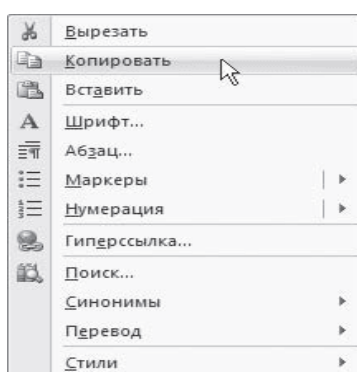 Вырезать
Копировать
Вставить
Шрифт...
Абзац...
Маркеры
Нумерация
Гиперссылка...
Поиск...
Синонимы
Перевод
Стили